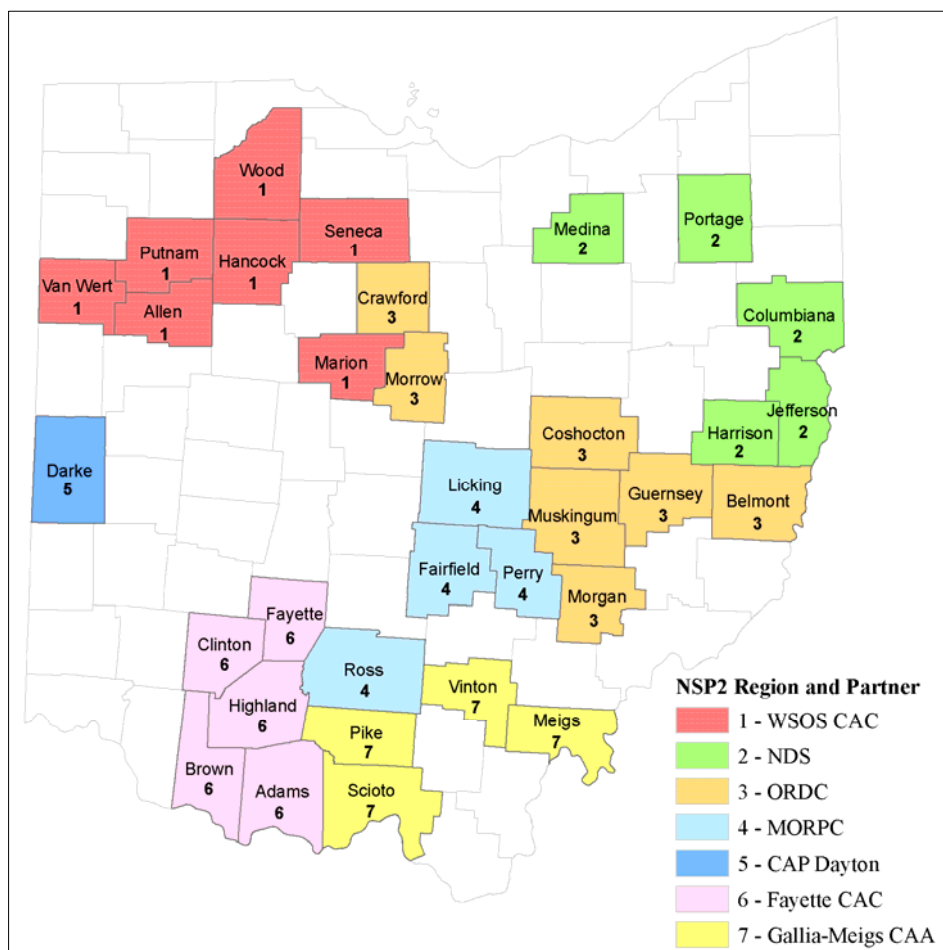 Wood
1
Seneca
1
Medina
2
Portage
2
Putnam
1
Hancock
1
Van Wert
1
Allen
1
Crawford
3
Columbiana
2
Marion
1
Morrow
3
Jefferson
2
Harrison
2
Coshocton
3
Darke
5
Licking
4
Guernsey
3
Belmont
3
Muskingum
3
Fairfield
4
Perry
4
Morgan
3
Fayette
6
Clinton
6
Ross
4
Vinton
7
Highland
6
Meigs
7
Pike
7
Brown
6
Adams
6
Scioto
7
NSP2 Region and Partner
1 - WSOS CAC
2 - NDS
3 - ORDC
4 - MORPC
5 - CAP Dayton
6 - Fayette CAC
7 - Gallia-Meigs CAA